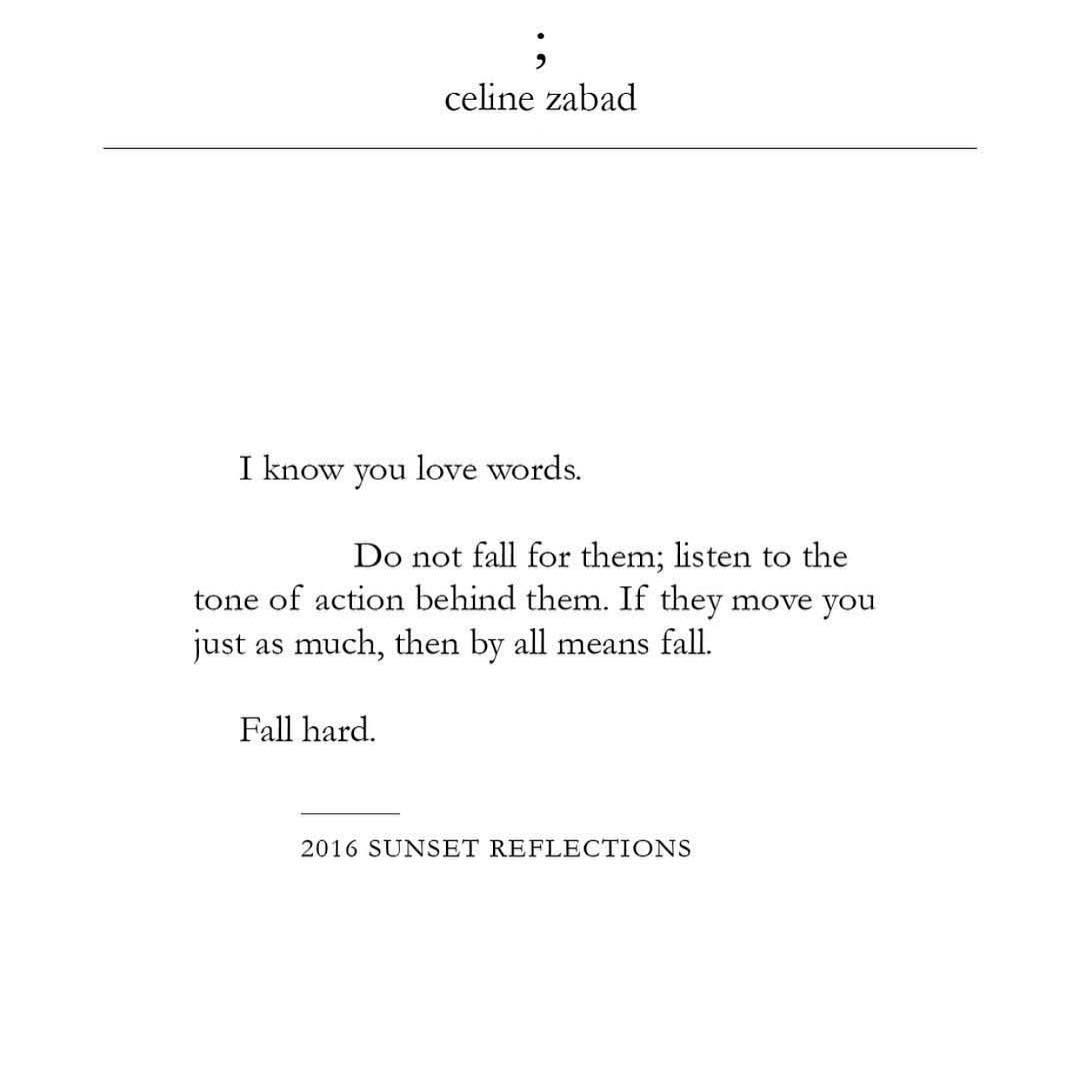 ;
celine zabad
I know you love words.
Do not fall for them; listen to the
tone of action behind them. If they move you
just as much, then by all means fall.
Fall hard.
2016 SUNSET REFLECTIONS